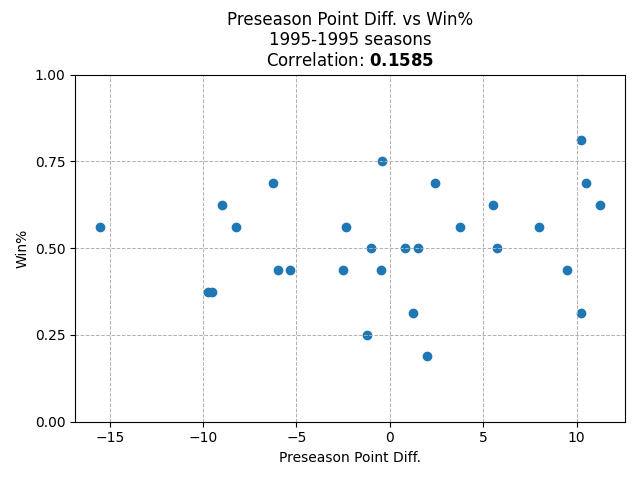 Preseason Point Diff. vs Win%
1995-1995 seasons
Correlation: 0.1585
1.00
0.75
0.50
0.25
0.00
Win%
−15
−10
−5
0
5
10
Preseason Point Diff.